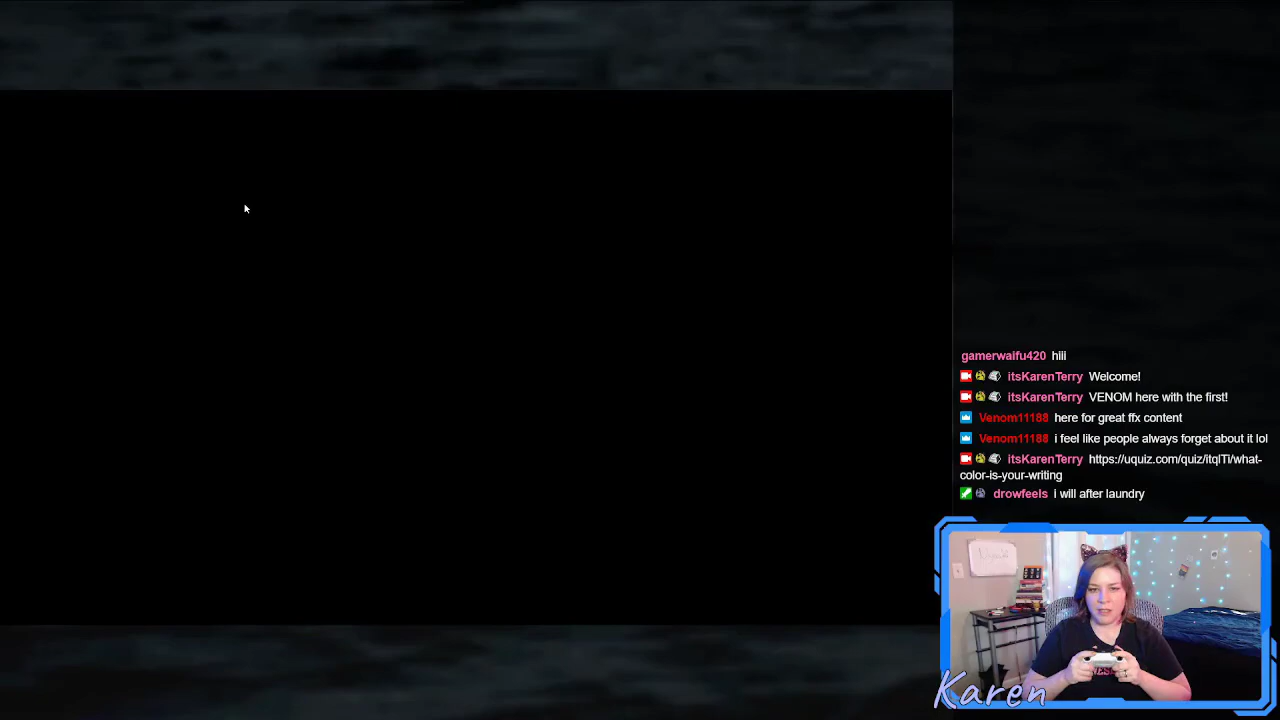 gamerwaifu420 hiii
itsKarenTerry Welcome!
itsKarenTerry VENOM here with the first!
Venom11188 here for great ffx content
Venom11188 i feel like people always forget about it lol
itsKarenTerry https://uquiz.com/quiz/itqlTi/what-
color-is-your-writing
drowfeels i will after laundry
Karen